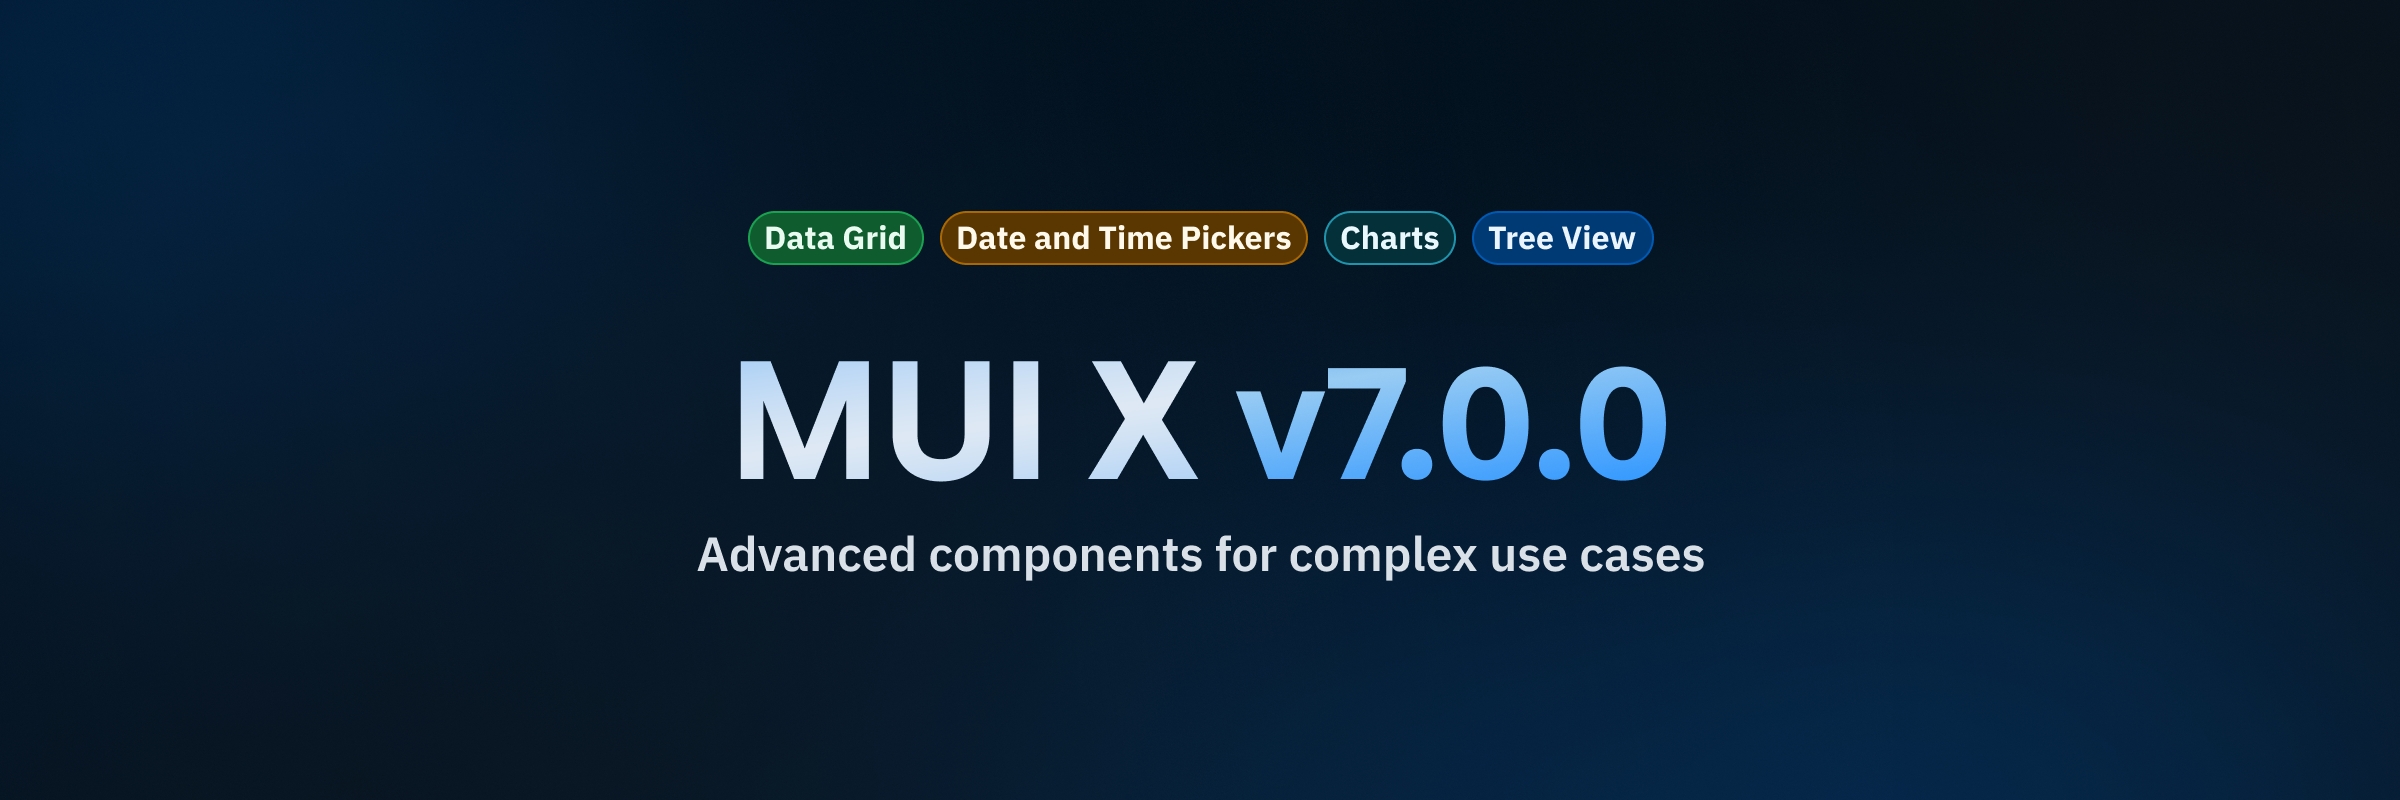 Data Grid Date and Time Pickers Charts Tree View
MUI X v7.0.0
Advanced components for complex use cases